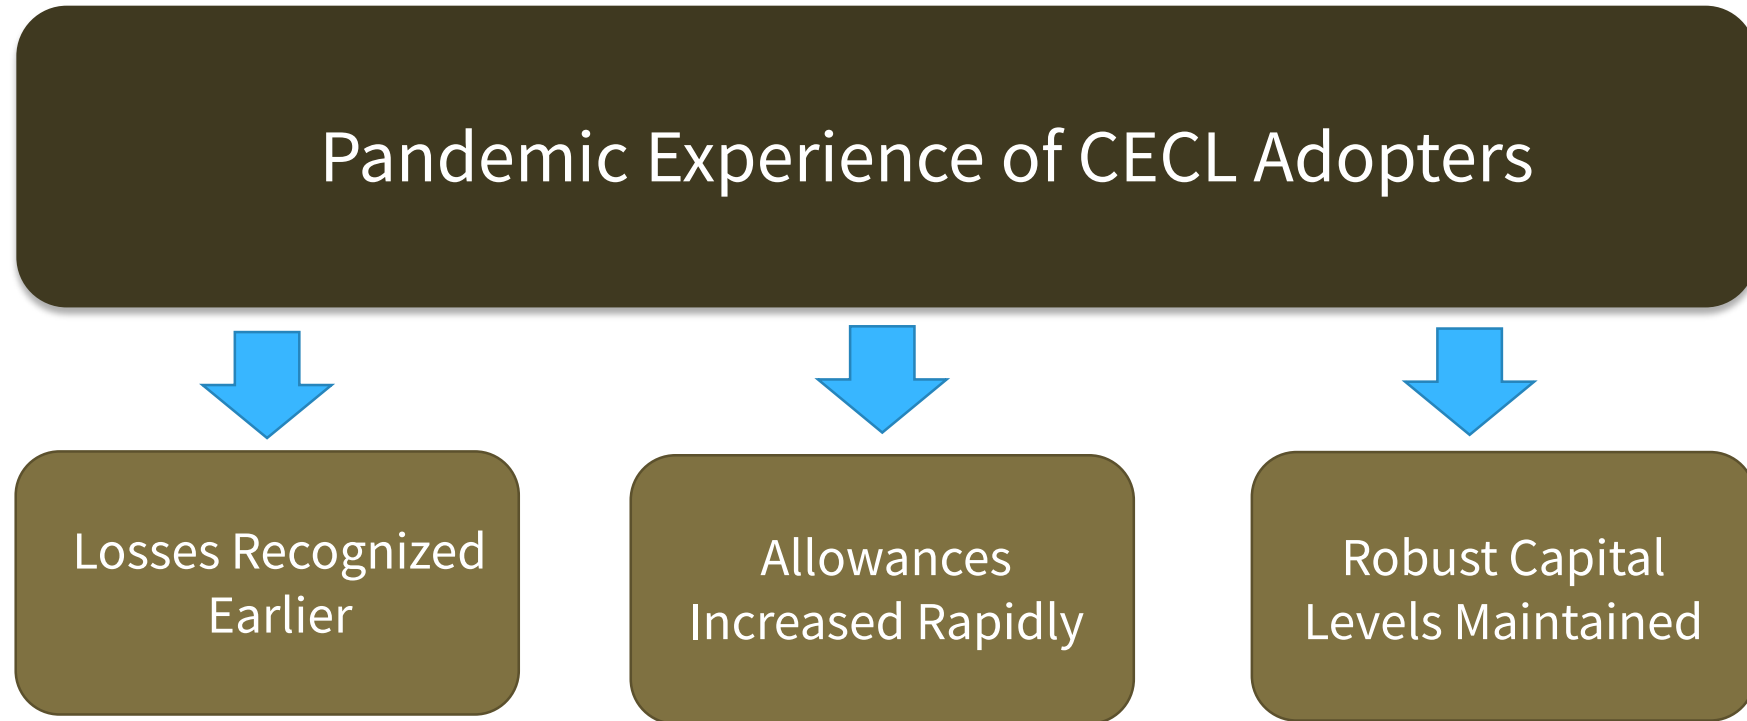 Pandemic Experience of CECL Adopters
Losses Recognized
Earlier
Allowances
Increased Rapidly
Robust Capital
Levels Maintained